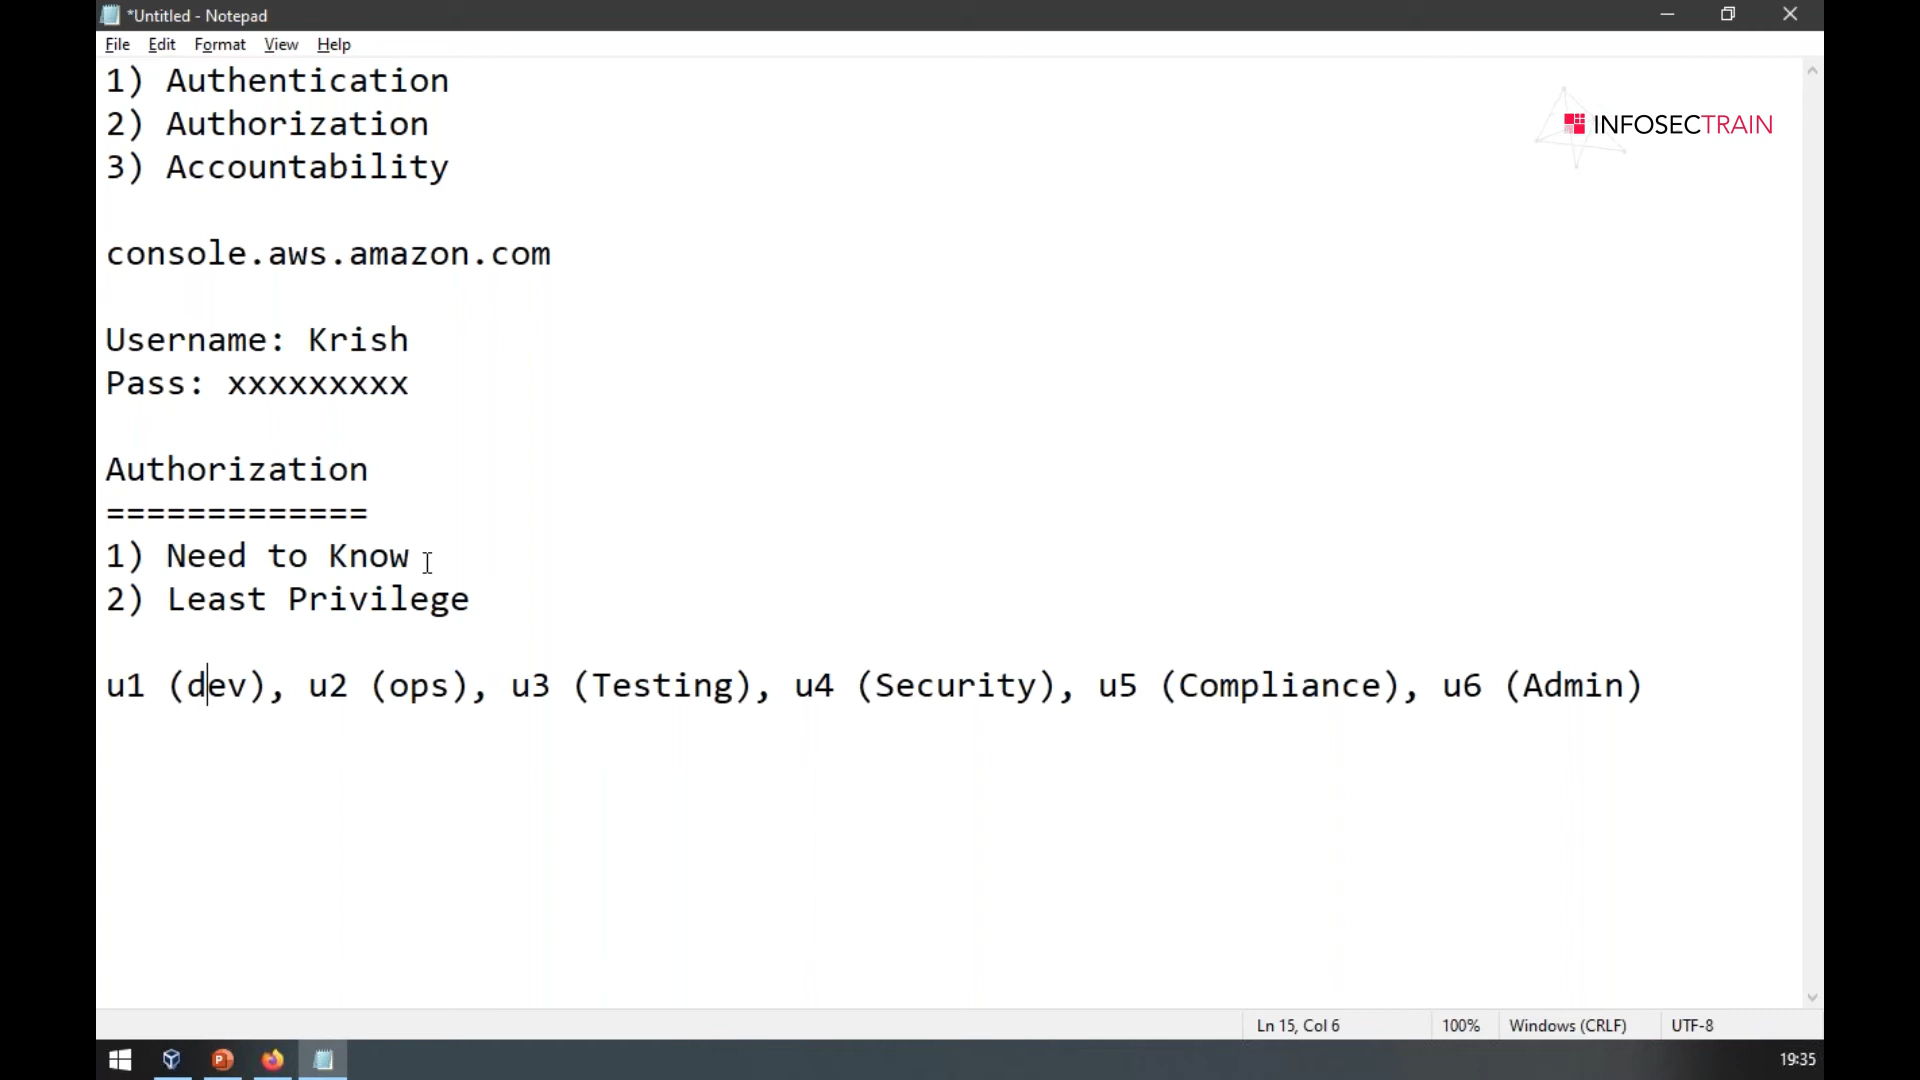 *Untitled - Notepad
File Edit Format View Help
1) Authentication
2) Authorization
3) Accountability
INFOSECTRAIN
console.aws.amazon.com
Username: Krish
Pass: xxxxxxxxx
Authorization
=============
1) Need to Know
2) Least Privilege
u1 (dev), u2 (ops), u3 (Testing), u4 (Security), u5 (Compliance), u6 (Admin)
Ln 15, Col 6 100% Windows (CRLF) UTF-8
19:35